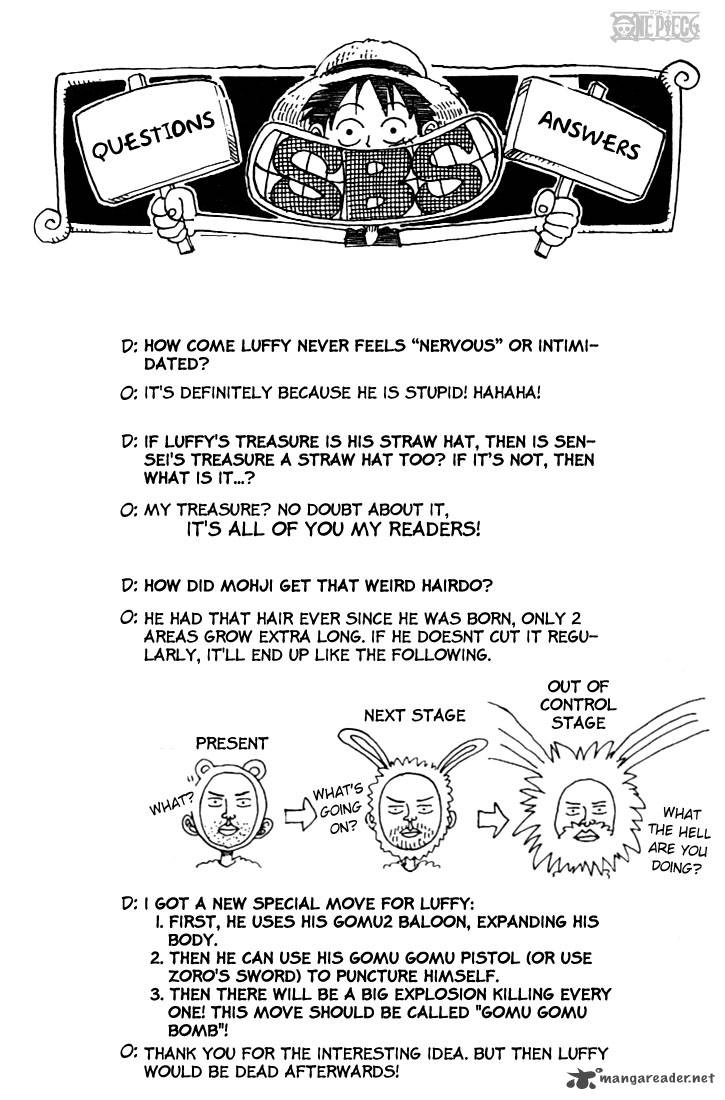 ワンピース
ONE PIECE
QUESTIONS
SBS
ANSWERS
D: HOW COME LUFFY NEVER FEELS “NERVOUS” OR INTIMI-
DATED?
O: IT'S DEFINITELY BECAUSE HE IS STUPID! HAHAHA!
D: IF LUFFY'S TREASURE IS HIS STRAW HAT, THEN IS SEN-
SEI'S TREASURE A STRAW HAT TOO? IF IT'S NOT, THEN
WHAT IS IT...?
O: MY TREASURE? NO DOUBT ABOUT IT,
IT'S ALL OF YOU MY READERS!
D: HOW DID MOHJI GET THAT WEIRD HAIRDO?
O: HE HAD THAT HAIR EVER SINCE HE WAS BORN, ONLY 2
AREAS GROW EXTRA LONG. IF HE DOESNT CUT IT REGU-
LARLY, IT'LL END UP LIKE THE FOLLOWING.
PRESENT
WHAT?
NEXT STAGE
WHAT'S
GOING
ON?
OUT OF
CONTROL
STAGE
WHAT
THE HELL
ARE YOU
DOING?
D: I GOT A NEW SPECIAL MOVE FOR LUFFY:
1. FIRST, HE USES HIS GOMU2 BALOON, EXPANDING HIS
BODY.
2. THEN HE CAN USE HIS GOMU GOMU PISTOL (OR USE
ZORO'S SWORD) TO PUNCTURE HIMSELF.
3. THEN THERE WILL BE A BIG EXPLOSION KILLING EVERY
ONE! THIS MOVE SHOULD BE CALLED "GOMU GOMU
BOMB"!
O: THANK YOU FOR THE INTERESTING IDEA. BUT THEN LUFFY
WOULD BE DEAD AFTERWARDS!
mangareader.net